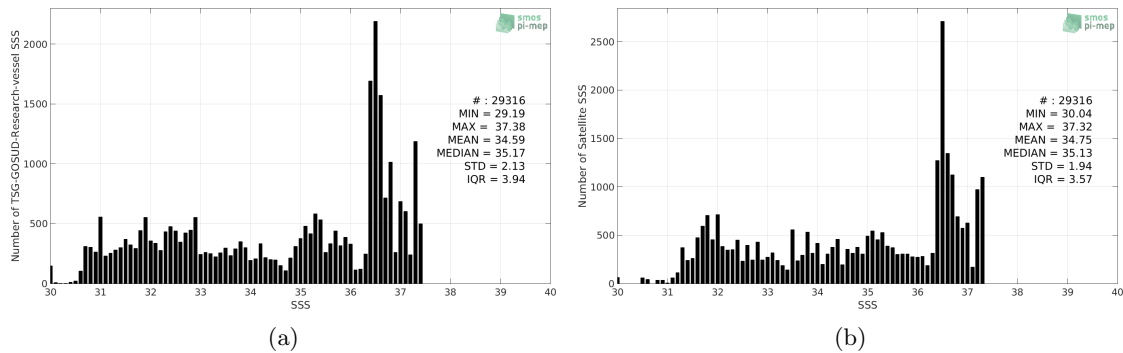 smos
pi-mep
Number of TSG-GOSUD-Research-vessel SSS
2000
1500
1000
500
0
# : 29316
MIN = 29.19
MAX = 37.38
MEAN = 34.59
MEDIAN = 35.17
STD = 2.13
IQR = 3.94
30 31 32 33 34 35 36 37 38 39 40
SSS
(a)
smos
pi-mep
Number of Satellite SSS
2500
2000
1500
1000
500
0
# : 29316
MIN = 30.04
MAX = 37.32
MEAN = 34.75
MEDIAN = 35.13
STD = 1.94
IQR = 3.57
30 31 32 33 34 35 36 37 38 39 40
SSS
(b)